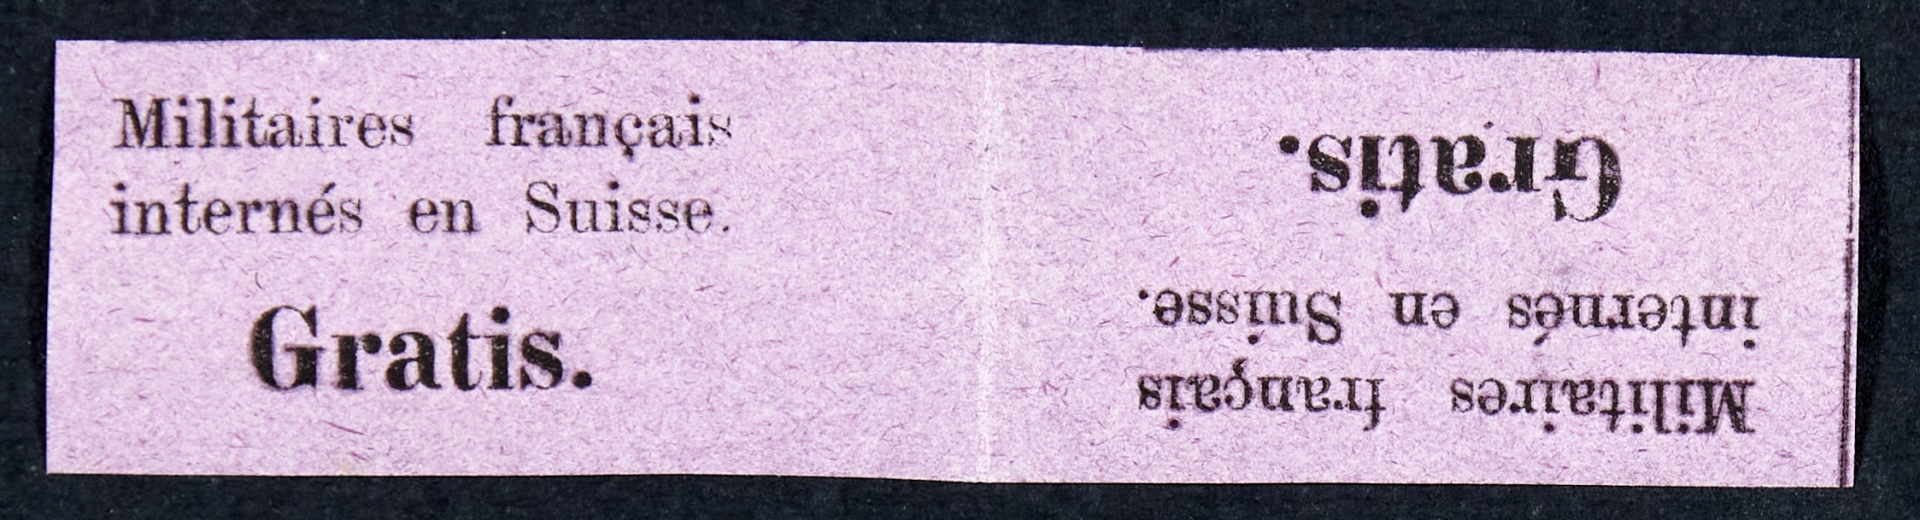 Militaires français
internés en Suisse.
Gratis.
Militaires français
internés en Suisse.
Gratis.